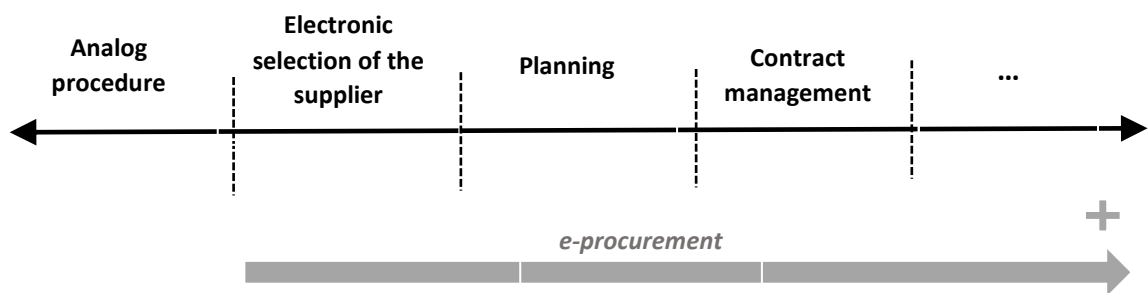 Analog
procedure
Electronic
selection of the
supplier
Planning
Contract
management
...
+
e-procurement